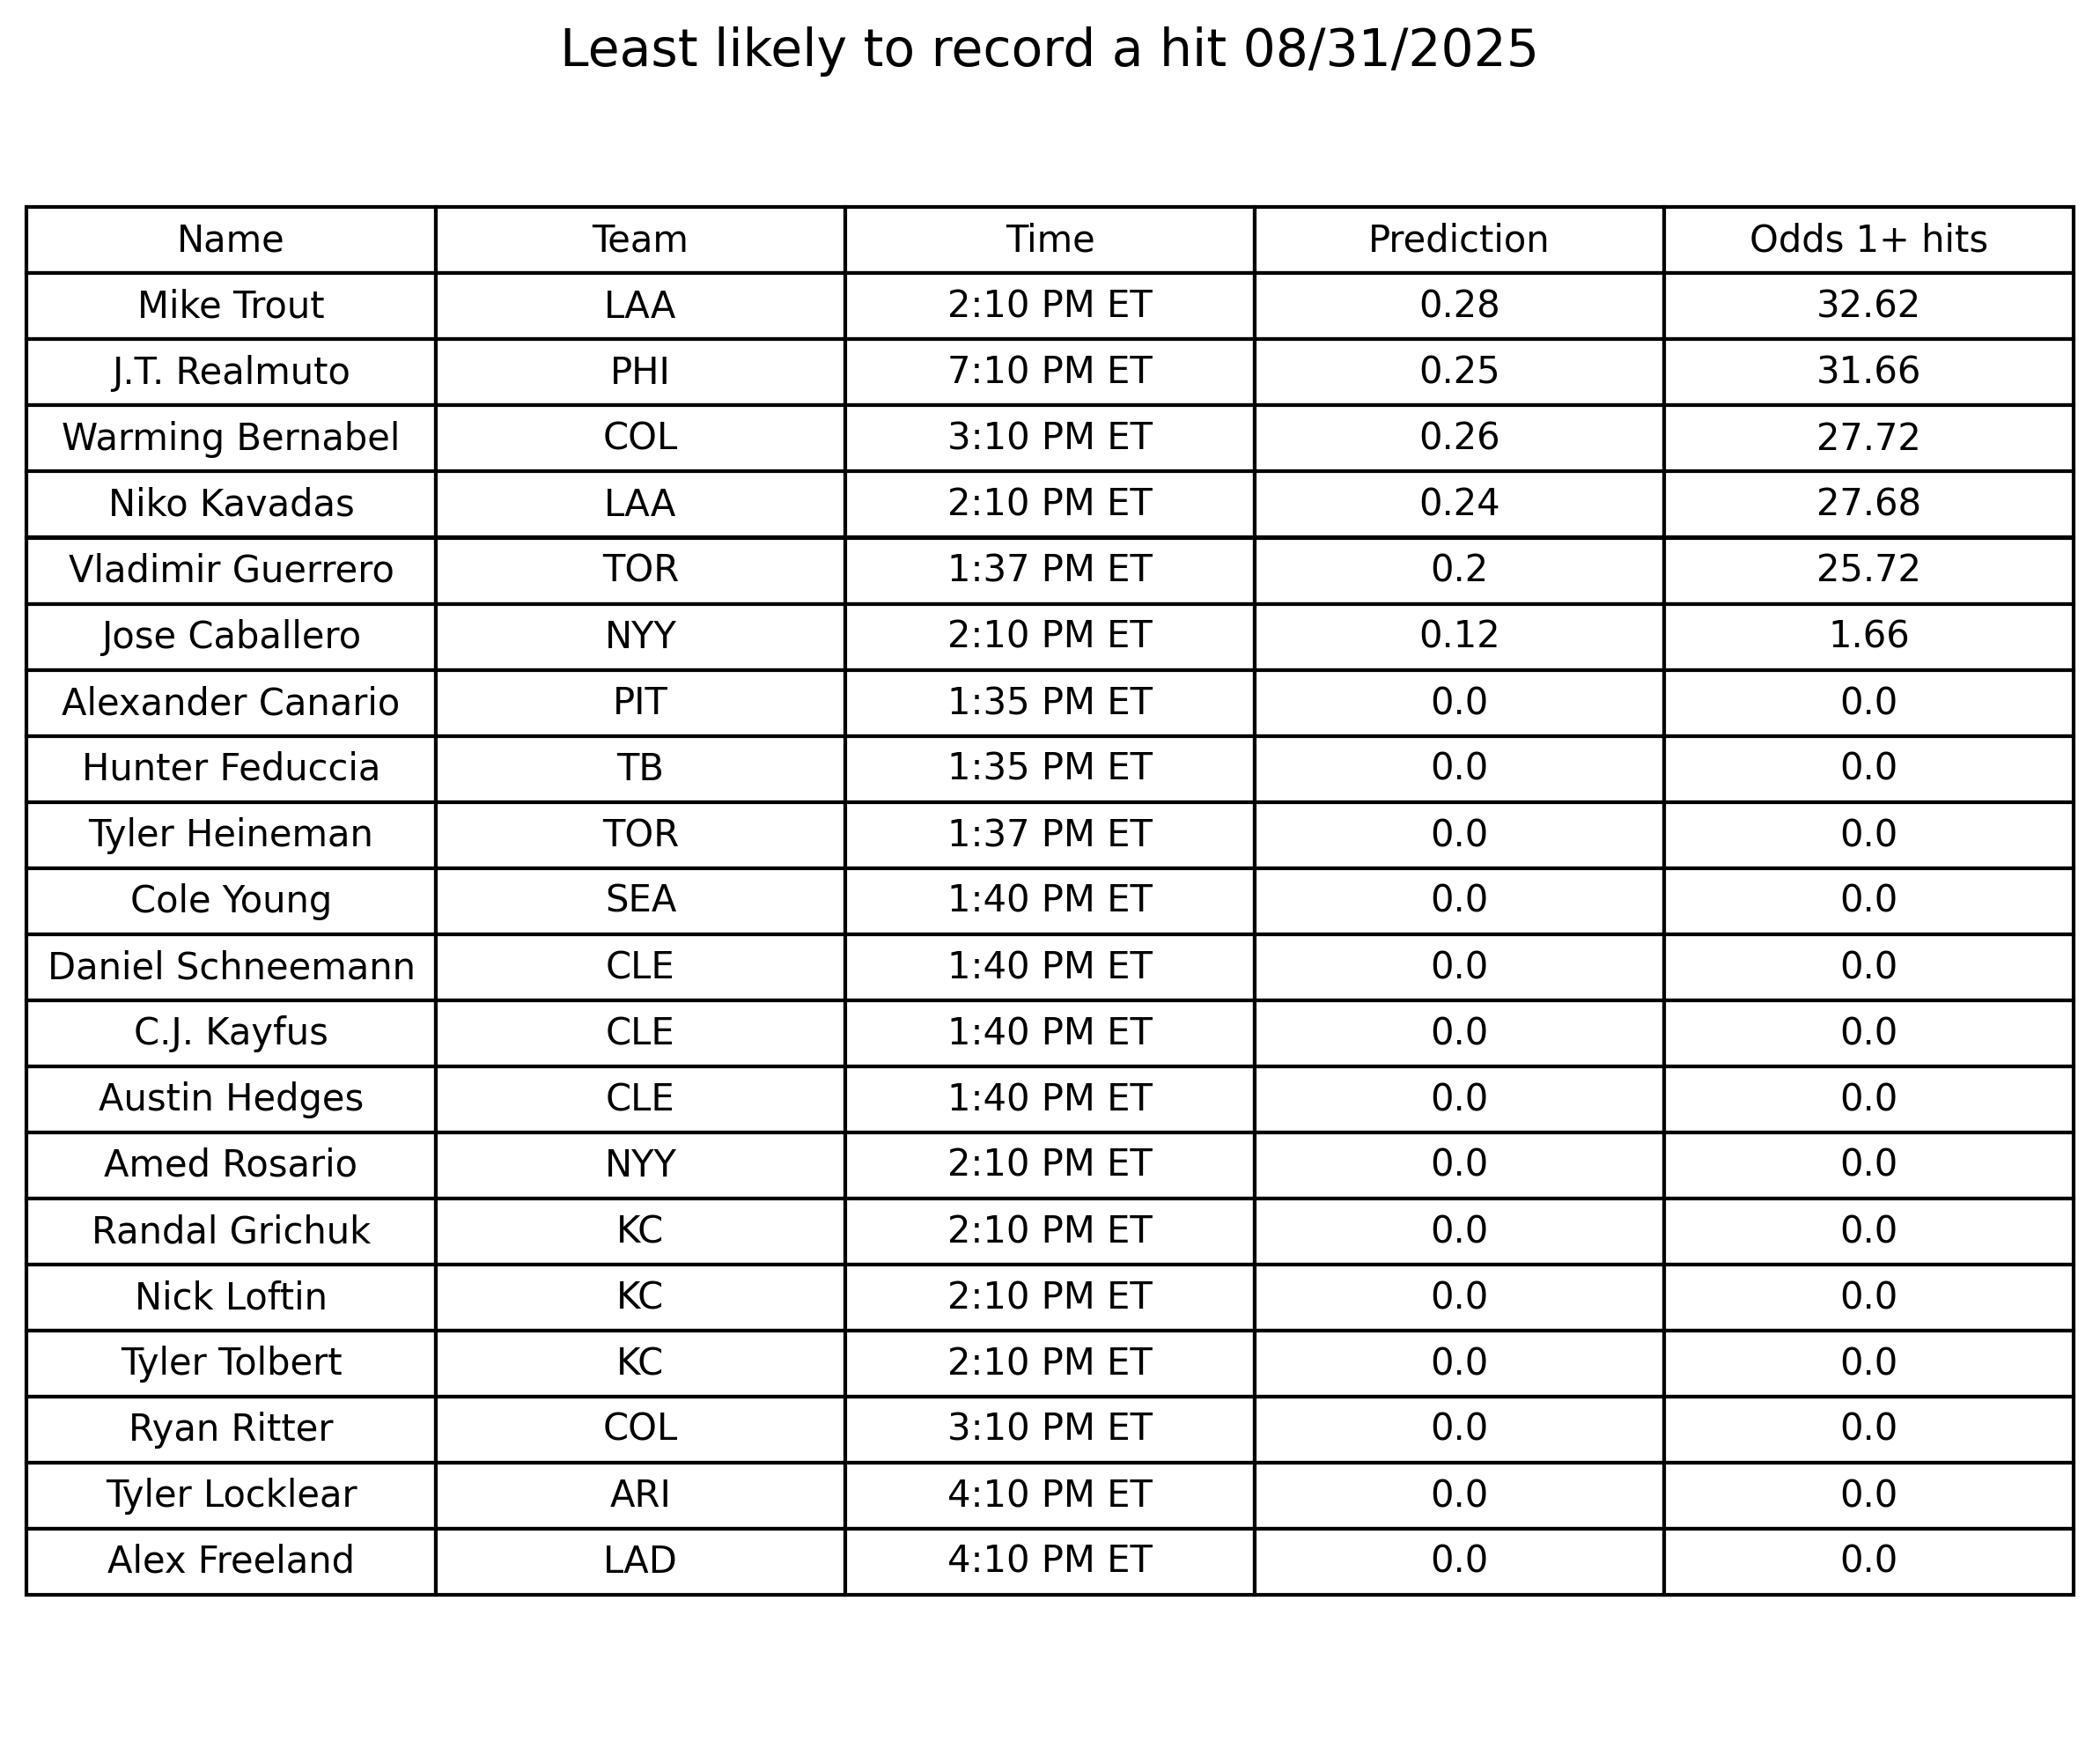 Least likely to record a hit 08/31/2025
Name Team Time Prediction Odds 1+ hits
Mike Trout LAA 2:10 PM ET 0.28 32.62
J.T. Realmuto PHI 7:10 PM ET 0.25 31.66
Warming Bernabel COL 3:10 PM ET 0.26 27.72
Niko Kavadas LAA 2:10 PM ET 0.24 27.68
Vladimir Guerrero TOR 1:37 PM ET 0.2 25.72
Jose Caballero NYY 2:10 PM ET 0.12 1.66
Alexander Canario PIT 1:35 PM ET 0.0 0.0
Hunter Feduccia TB 1:35 PM ET 0.0 0.0
Tyler Heineman TOR 1:37 PM ET 0.0 0.0
Cole Young SEA 1:40 PM ET 0.0 0.0
Daniel Schneemann CLE 1:40 PM ET 0.0 0.0
C.J. Kayfus CLE 1:40 PM ET 0.0 0.0
Austin Hedges CLE 1:40 PM ET 0.0 0.0
Amed Rosario NYY 2:10 PM ET 0.0 0.0
Randal Grichuk KC 2:10 PM ET 0.0 0.0
Nick Loftin KC 2:10 PM ET 0.0 0.0
Tyler Tolbert KC 2:10 PM ET 0.0 0.0
Ryan Ritter COL 3:10 PM ET 0.0 0.0
Tyler Locklear ARI 4:10 PM ET 0.0 0.0
Alex Freeland LAD 4:10 PM ET 0.0 0.0